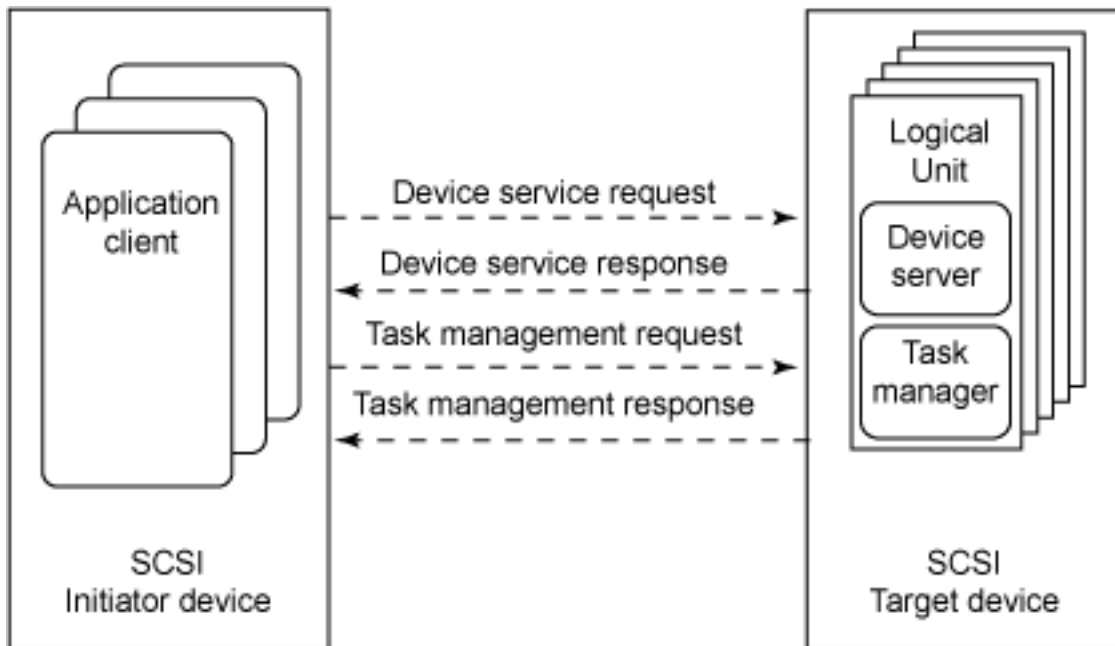 Application
client
SCSI
Initiator device
Device service request
Device service response
Task management request
Task management response
Logical
Unit
Device
server
Task
manager
SCSI
Target device